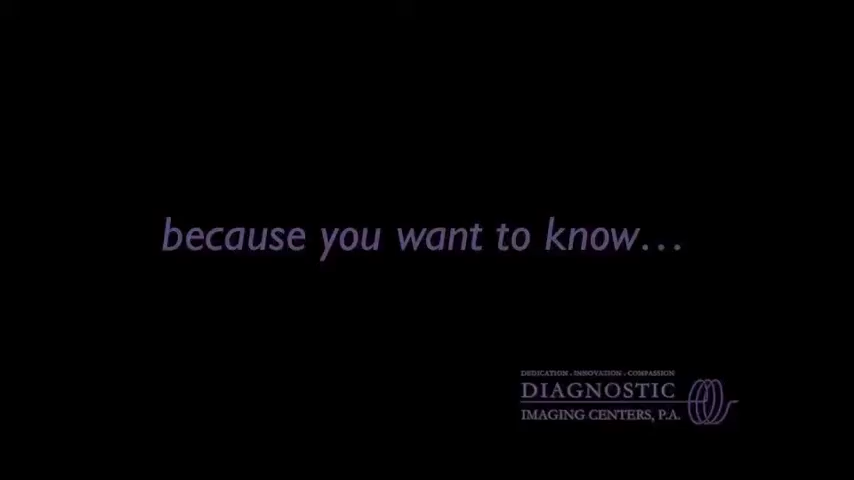 because you want to know...
DEDICATION . INNOVATION . COMPASSION
DIAGNOSTIC
IMAGING CENTERS, P.A.